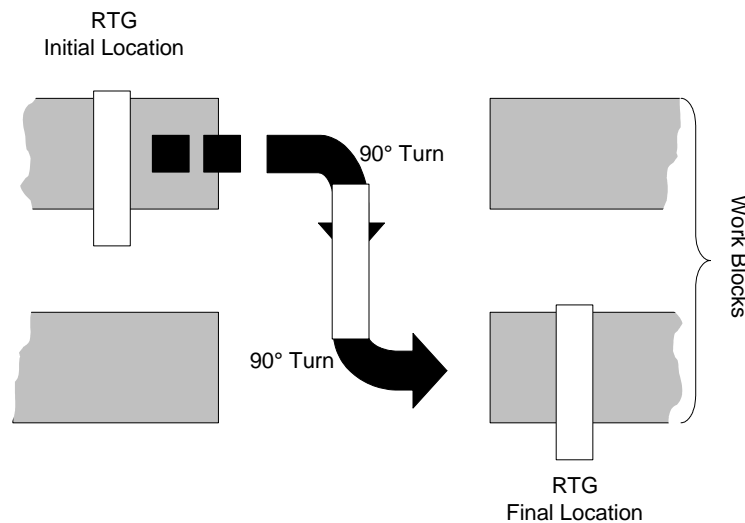 RTG
Initial Location
90° Turn
Work Blocks
90° Turn
RTG
Final Location